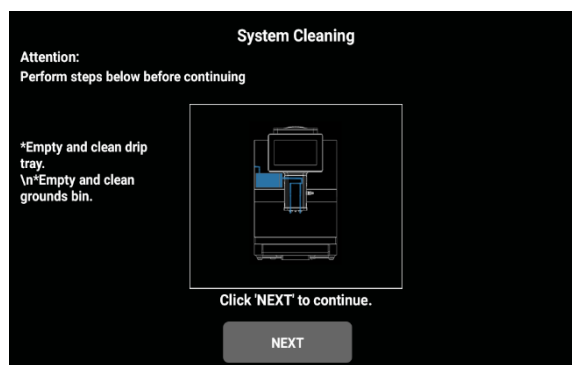 System Cleaning
Attention:
Perform steps below before continuing
*Empty and clean drip
tray.
\n*Empty and clean
grounds bin.
Click 'NEXT' to continue.
NEXT